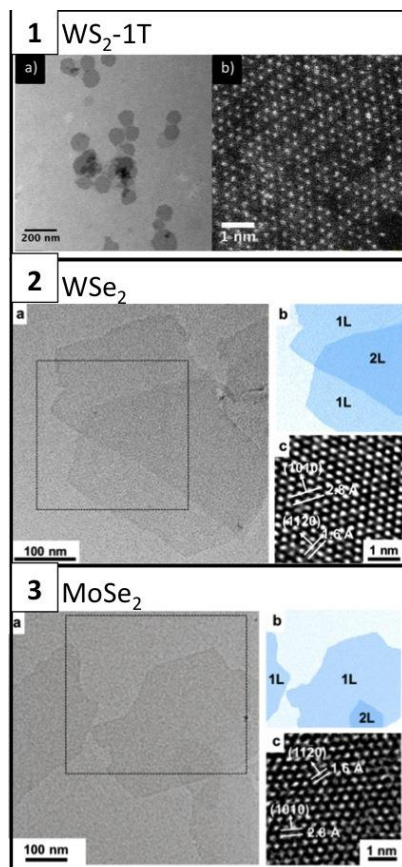 1 WS₂-1T
a)
b)
200 nm
1 nm
2 WSe₂
a
b
1L
2L
1L
c
(1010)
2.8 Å
(1120)
1.6 Å
100 nm
1 nm
3 MoSe₂
a
b
1L
1L
2L
c
(1120)
1.6 Å
(1010)
2.8 Å
100 nm
1 nm